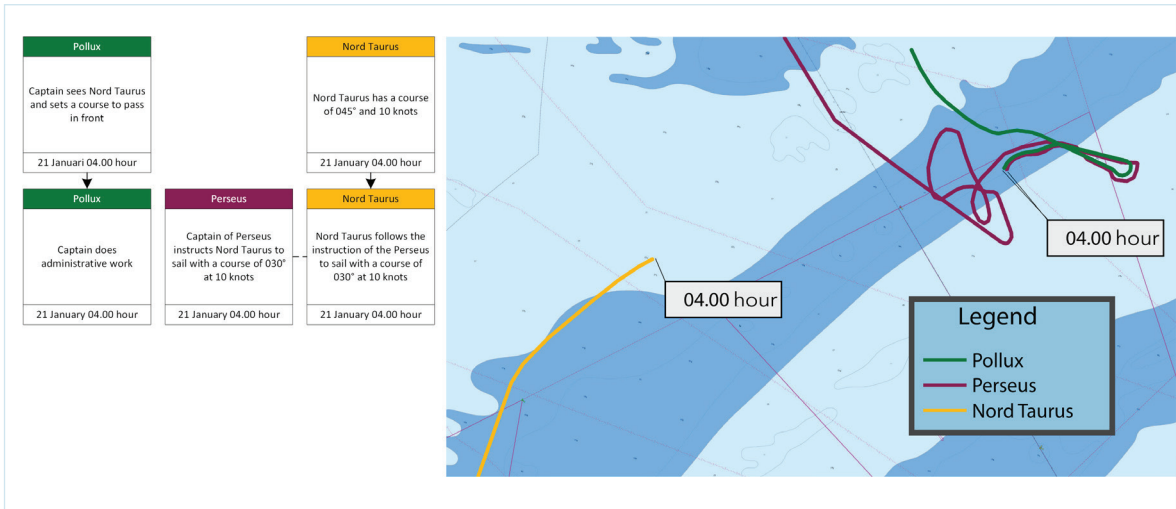 Pollux
Captain sees Nord Taurus
and sets a course to pass
in front
21 Januari 04.00 hour
Nord Taurus
Nord Taurus has a course
of 045° and 10 knots
21 January 04.00 hour
Pollux
Captain does
administrative work
21 January 04.00 hour
Perseus
Captain of Perseus
instructs Nord Taurus to
sail with a course of 030°
at 10 knots
21 January 04.00 hour
Nord Taurus
Nord Taurus follows the
instruction of the Perseus
to sail with a course of
030° at 10 knots
21 January 04.00 hour
04.00 hour
04.00 hour
Legend
Pollux
Perseus
Nord Taurus